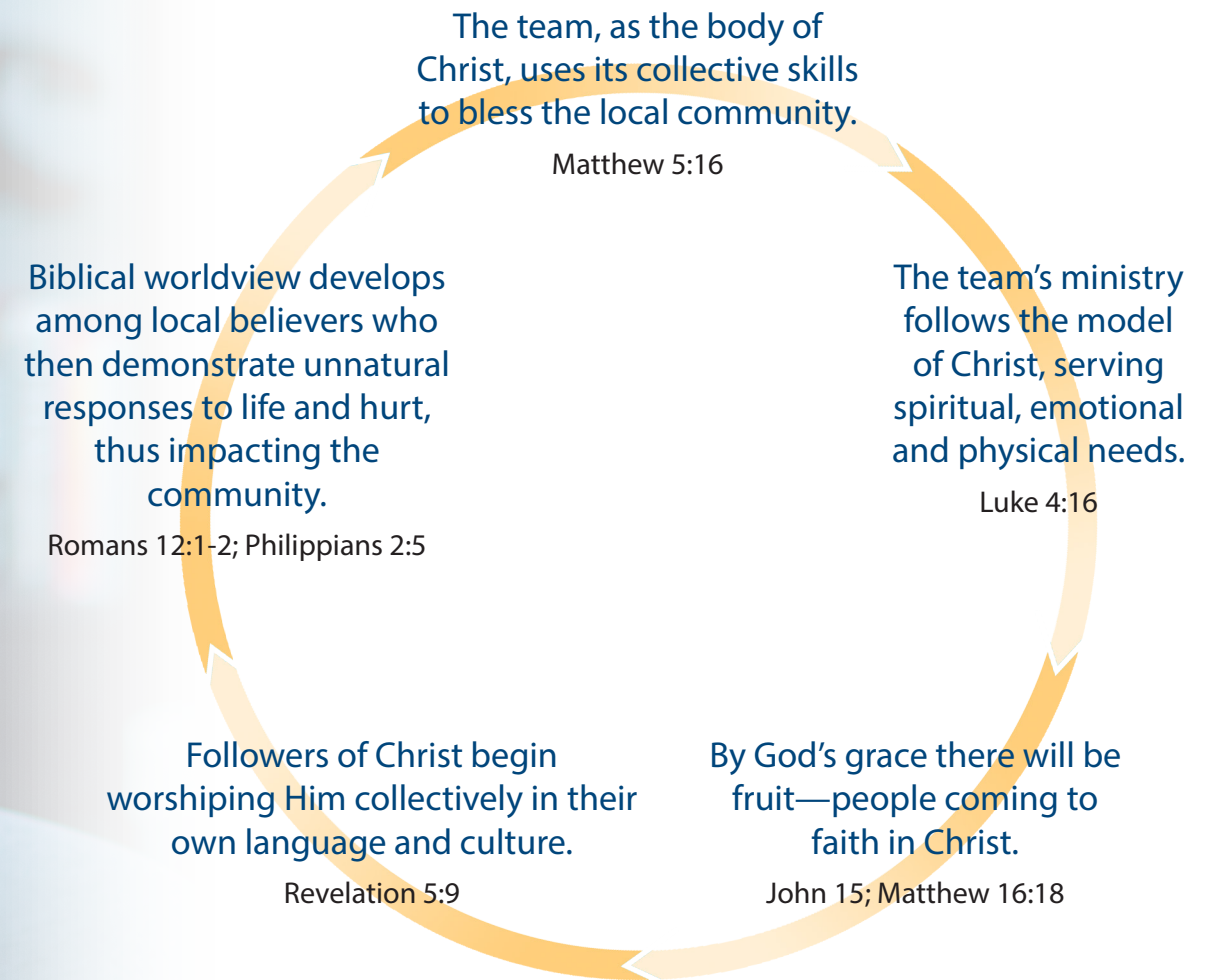 The team, as the body of
Christ, uses its collective skills
to bless the local community.
Matthew 5:16
The team’s ministry
follows the model
of Christ, serving
spiritual, emotional
and physical needs.
Luke 4:16
By God’s grace there will be
fruit—people coming to
faith in Christ.
John 15; Matthew 16:18
Followers of Christ begin
worshiping Him collectively in their
own language and culture.
Revelation 5:9
Biblical worldview develops
among local believers who
then demonstrate unnatural
responses to life and hurt,
thus impacting the
community.
Romans 12:1-2; Philippians 2:5